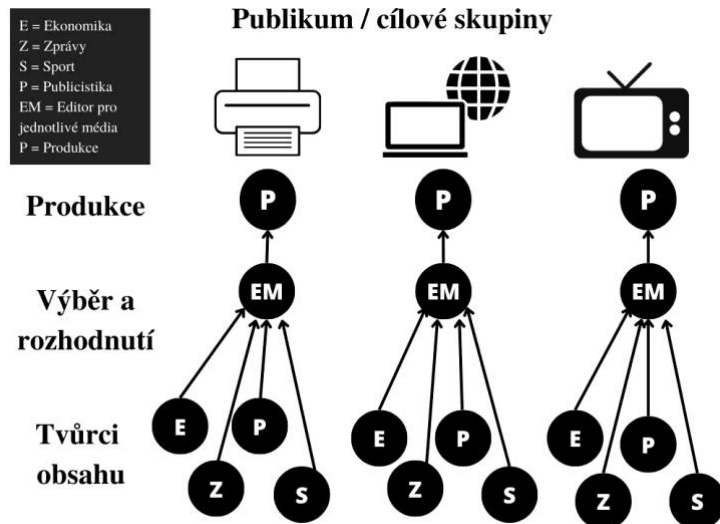 Publikum / cílové skupiny
E = Ekonomika
Z = Zprávy
S = Sport
P = Publicistika
EM = Editor pro
jednotlivé média
P = Produkce
Produkce
P
P
P
Výběr a
rozhodnutí
EM
EM
EM
Tvůrci
obsahu
E
P
Z
S
E
P
Z
S
E
P
Z
S